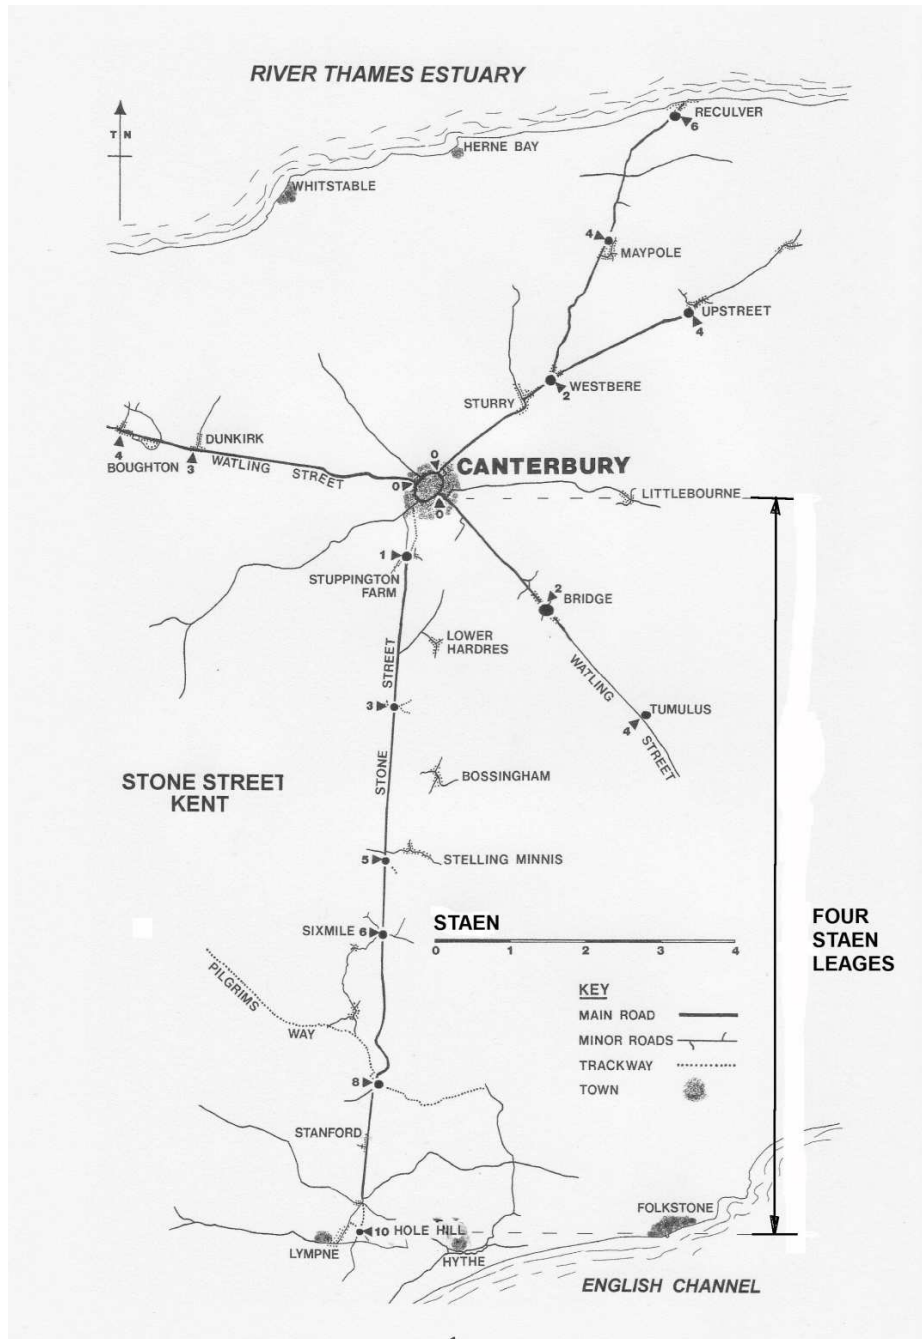 RIVER THAMES ESTUARY
RECULVER
6
T N
HERNE BAY
WHITSTABLE
4
MAYPOLE
UPSTREET
4
WESTBERE
2
STURRY
DUNKIRK
4
BOUGHTON
3
WATLING
STREET
0
0
CANTERBURY
0
LITTLEBOURNE
1
STUPPINGTON
FARM
2
BRIDGE
LOWER
HARDRES
STREET
WATLING
3
TUMULUS
4
STREET
STONE
STONE STREET
KENT
BOSSINGHAM
5
STELLING MINNIS
SIXMILE 6
STAEN
0 1 2 3 4
FOUR
STAEN
LEAGES
PILGRIMS
WAY
KEY
MAIN ROAD
MINOR ROADS
TRACKWAY
TOWN
8
STANFORD
FOLKSTONE
10 HOLE HILL
LYMPNE
HYTHE
ENGLISH CHANNEL